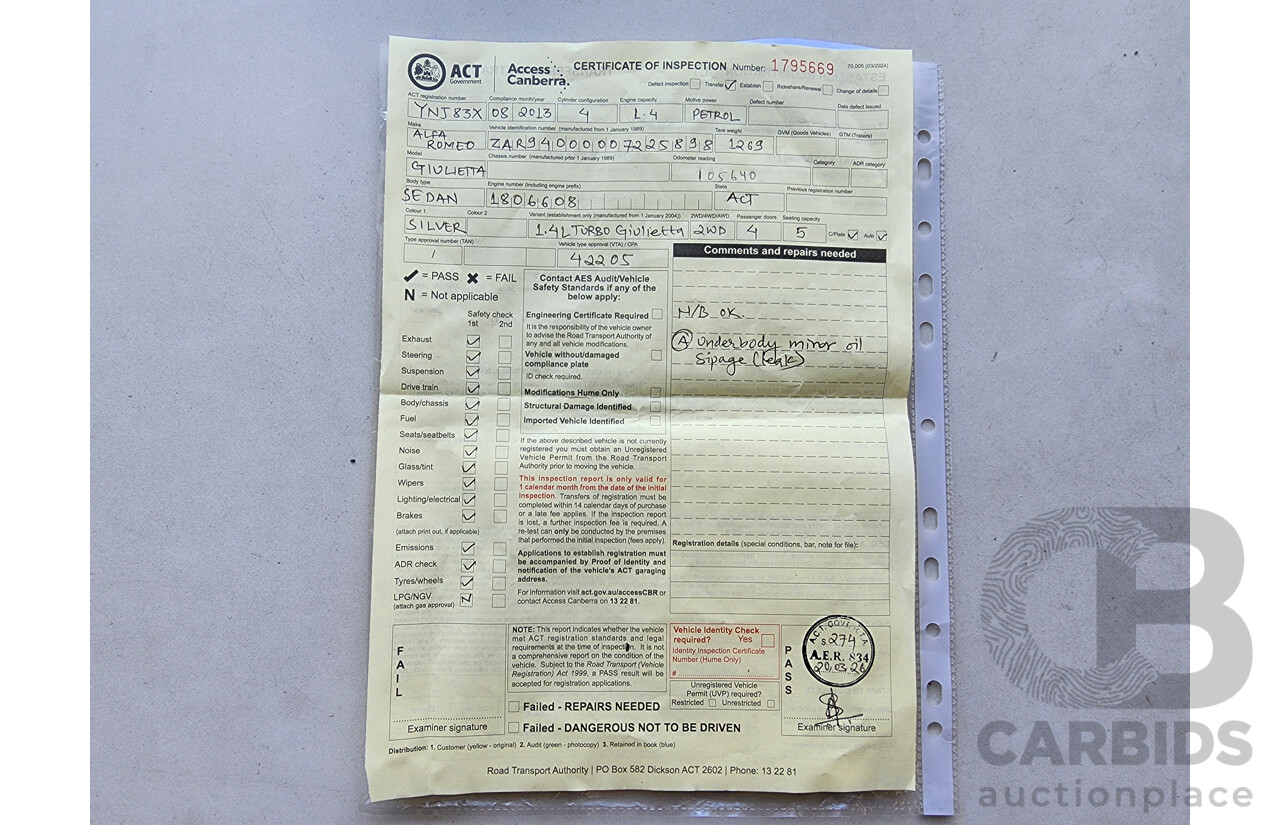 ACT Government
Access Canberra
CERTIFICATE OF INSPECTION Number: 1795669 70,005 (03/2024)
Defect inspection Transfer ✓ Establish Rideshare/Renewal Change of details
ACT registration number Compliance month/year Cylinder configuration Engine capacity Motive power Defect number Date defect issued
YNJ83X 08 2013 4 1.4 PETROL
Make Vehicle identification number (manufactured from 1 January 1989) Tare weight GVM (Goods Vehicles) GTM (Trailers)
ALFA ROMEO ZAR94000007225898 1269
Model Chassis number (manufactured prior 1 January 1989) Odometer reading Category ADR category
GIULIETTA 105640
Body type Engine number (including engine prefix) State Previous registration number
SEDAN 1806608 ACT
Colour 1 Colour 2 Variant (establishment only (manufactured from 1 January 2004)) 2WD/4WD/AWD Passenger doors Seating capacity
SILVER 1.4L TURBO Giulietta 2WD 4 5 C/Plate ✓ Auto ✓
Type approval number (TAN) Vehicle type approval (VTA) / CPA
/ 42205
Comments and repairs needed
N/B OK.
(A) Underbody minor oil
Sipage (leak)
✓ = PASS ✖ = FAIL
N = Not applicable
Safety check
1st 2nd
Exhaust ✓
Steering ✓
Suspension ✓
Drive train ✓
Body/chassis ✓
Fuel ✓
Seats/seatbelts ✓
Noise ✓
Glass/tint ✓
Wipers ✓
Lighting/electrical ✓
Brakes ✓
(attach print out, if applicable)
Emissions ✓
ADR check ✓
Tyres/wheels ✓
LPG/NGV N
(attach gas approval)
Contact AES Audit/Vehicle
Safety Standards if any of the
below apply:
Engineering Certificate Required
It is the responsibility of the vehicle owner
to advise the Road Transport Authority of
any and all vehicle modifications.
Vehicle without/damaged
compliance plate
ID check required.
Modifications Hume Only
Structural Damage Identified
Imported Vehicle Identified
If the above described vehicle is not currently
registered you must obtain an Unregistered
Vehicle Permit from the Road Transport
Authority prior to moving the vehicle.
This inspection report is only valid for
1 calendar month from the date of the initial
inspection. Transfers of registration must be
completed within 14 calendar days of purchase
or a late fee applies. If the inspection report
is lost, a further inspection fee is required. A
re-test can only be conducted by the premises
that performed the initial inspection (fees apply).
Applications to establish registration must
be accompanied by Proof of Identity and
notification of the vehicle's ACT garaging
address.
For information visit act.gov.au/accessCBR or
contact Access Canberra on 13 22 81.
Registration details (special conditions, bar, note for file):
FAIL
Examiner signature
NOTE: This report indicates whether the vehicle
met ACT registration standards and legal
requirements at the time of inspection. It is not
a comprehensive report on the condition of the
vehicle. Subject to the Road Transport (Vehicle
Registration) Act 1999, a PASS result will be
accepted for registration applications.
Vehicle Identity Check
required? Yes
Identity Inspection Certificate
Number (Hume Only)
#
Unregistered Vehicle
Permit (UVP) required?
Restricted Unrestricted
Failed - REPAIRS NEEDED
Failed - DANGEROUS NOT TO BE DRIVEN
PASS
S 274
A.E.R. 834
20.03.26
Examiner signature
Distribution: 1. Customer (yellow - original) 2. Audit (green - photocopy) 3. Retained in book (blue)
Road Transport Authority | PO Box 582 Dickson ACT 2602 | Phone: 13 22 81
CB
CARBIDS
auctionplace